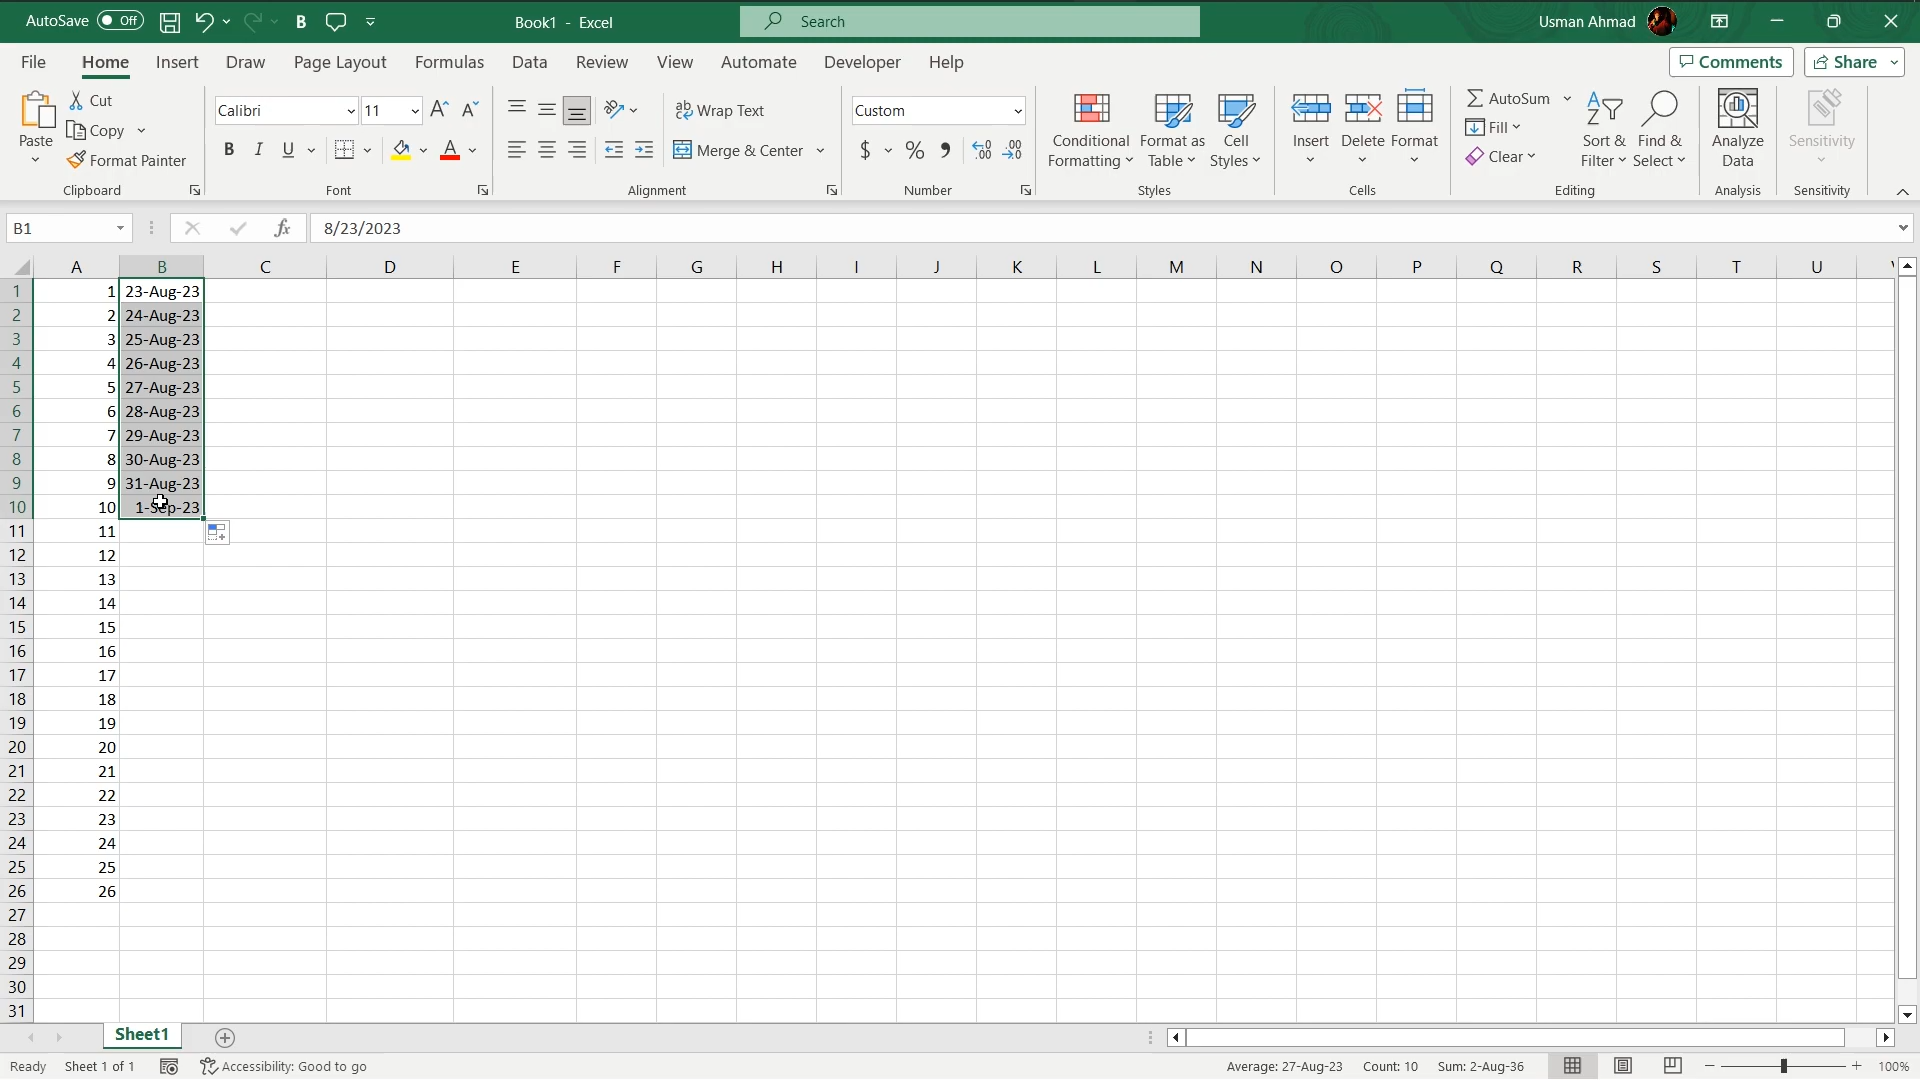 AutoSave Off B Book1 - Excel Search Usman Ahmad
File Home Insert Draw Page Layout Formulas Data Review View Automate Developer Help Comments Share
Paste Cut Copy Format Painter
Calibri 11 A A
B I U A
ab Wrap Text
Merge & Center
Custom
$ % 9 .00 .00
Conditional Formatting
Format as Table
Cell Styles
Insert Delete Format
AutoSum
Fill
Clear
Sort & Filter
Find & Select
Analyze Data
Sensitivity
Clipboard Font Alignment Number Styles Cells Editing Analysis Sensitivity
B1 fx 8/23/2023
A B C D E F G H I J K L M N O P Q R S T U
1 1 23-Aug-23
2 2 24-Aug-23
3 3 25-Aug-23
4 4 26-Aug-23
5 5 27-Aug-23
6 6 28-Aug-23
7 7 29-Aug-23
8 8 30-Aug-23
9 9 31-Aug-23
10 10 1-Sep-23
11 11
12 12
13 13
14 14
15 15
16 16
17 17
18 18
19 19
20 20
21 21
22 22
23 23
24 24
25 25
26 26
27
28
29
30
31
Sheet1
Ready Sheet 1 of 1 Accessibility: Good to go Average: 27-Aug-23 Count: 10 Sum: 2-Aug-36 100%